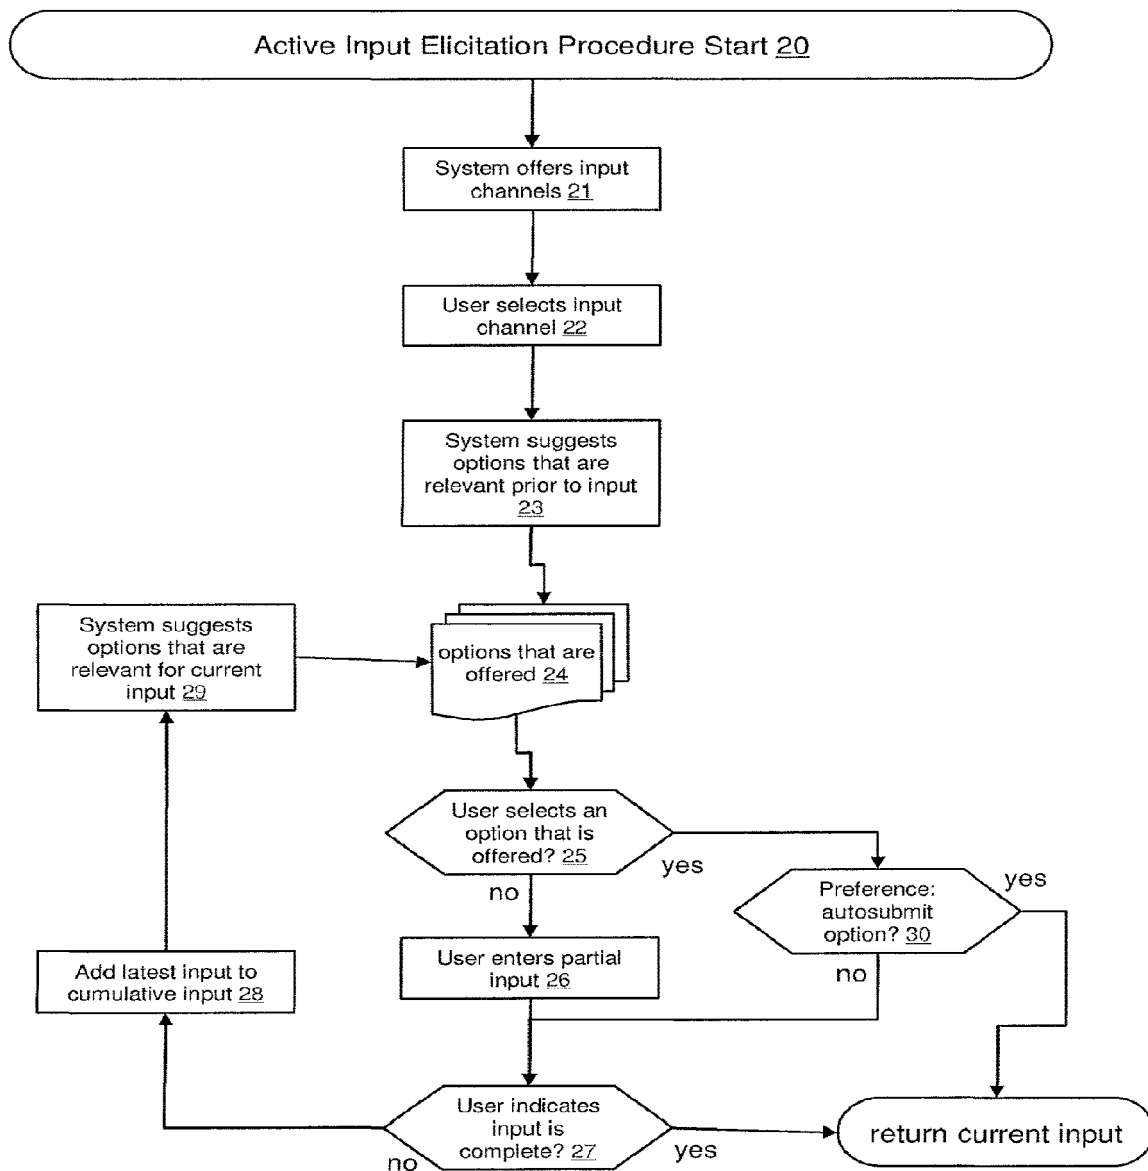 Active Input Elicitation Procedure Start 20
System offers input
channels 21
User selects input
channel 22
System suggests
options that are
relevant prior to input
23
System suggests
options that are
relevant for current
input 29
options that are
offered 24
User selects an
option that is
offered? 25
yes
no
Preference:
autosubmit
option? 30
yes
no
User enters partial
input 26
Add latest input to
cumulative input 28
User indicates
input is
complete? 27
yes
no
return current input